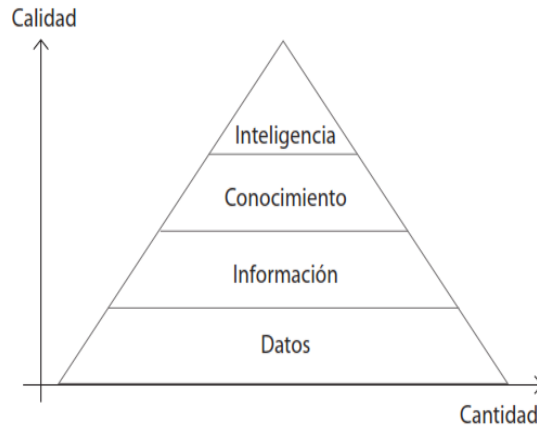 Calidad
Inteligencia
Conocimiento
Información
Datos
Cantidad